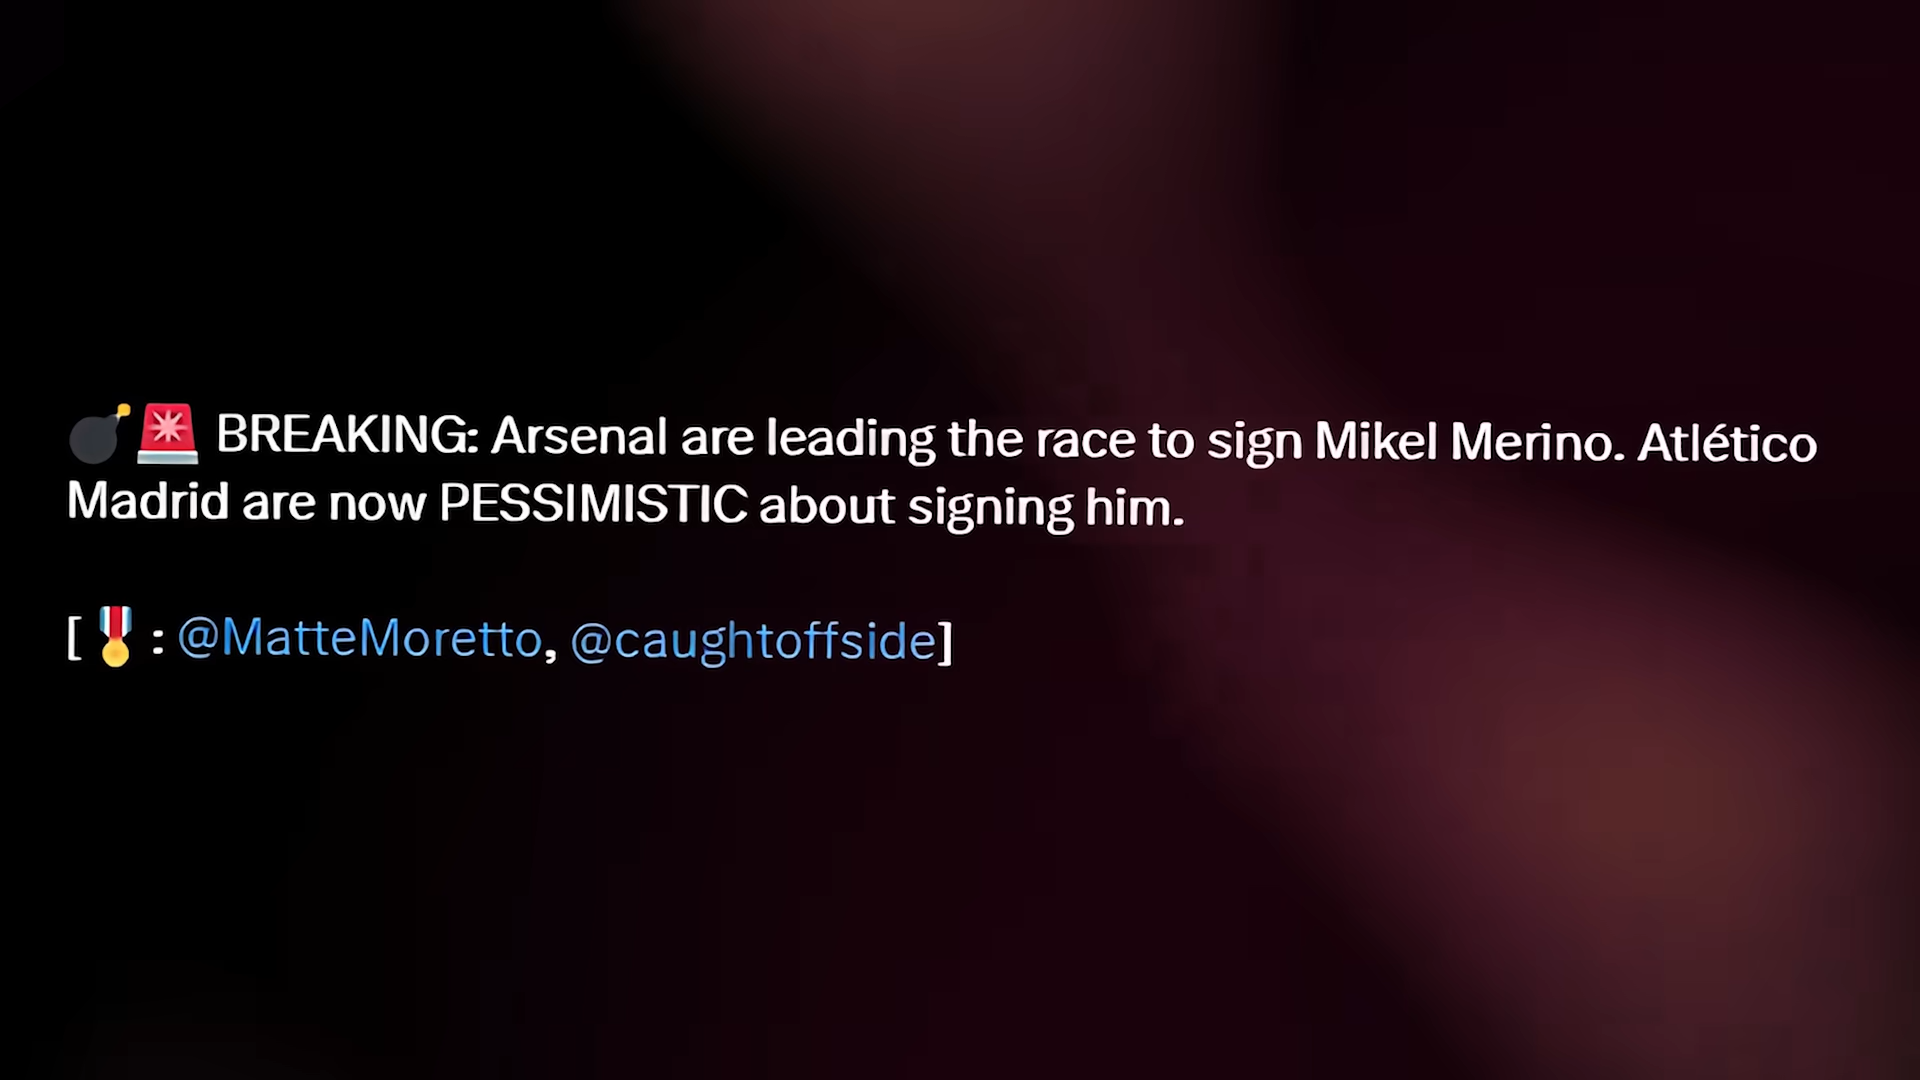 💣🚨 BREAKING: Arsenal are leading the race to sign Mikel Merino. Atlético
Madrid are now PESSIMISTIC about signing him.
[🎖️: @MatteMoretto, @caughtoffside]